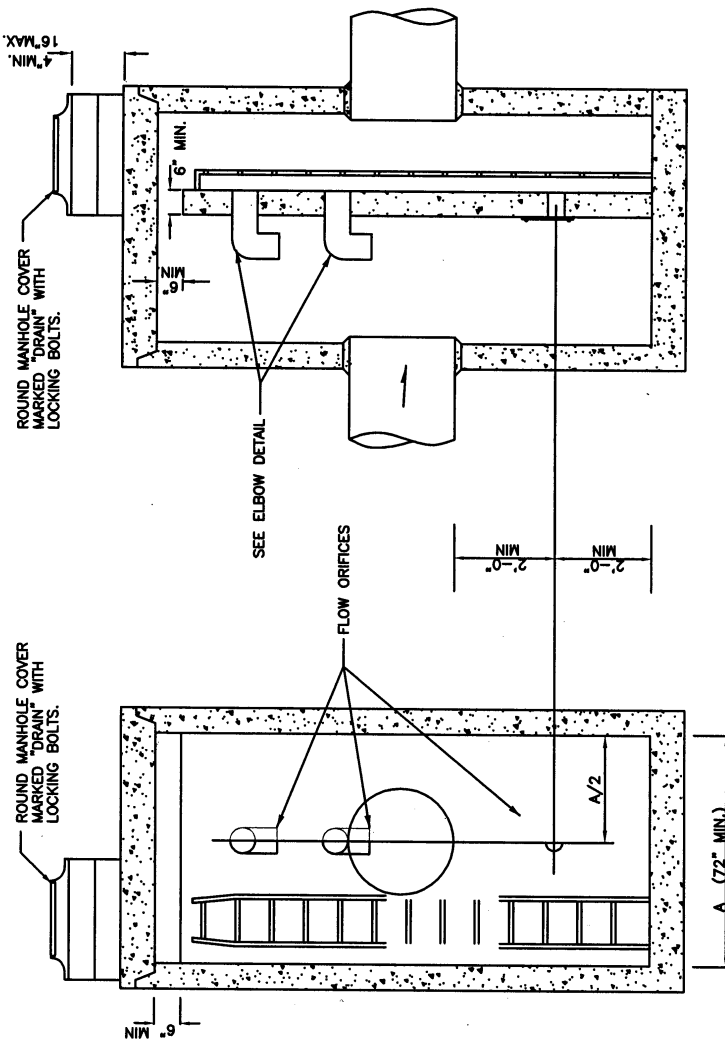 4"MIN.
16"MAX.
ROUND MANHOLE COVER
MARKED "DRAIN" WITH
LOCKING BOLTS.
6" MIN.
6"
MIN
SEE ELBOW DETAIL
FLOW ORIFICES
2'-0"
MIN
2'-0"
MIN
ROUND MANHOLE COVER
MARKED "DRAIN" WITH
LOCKING BOLTS.
6" MIN
A/2
A (72" MIN.)